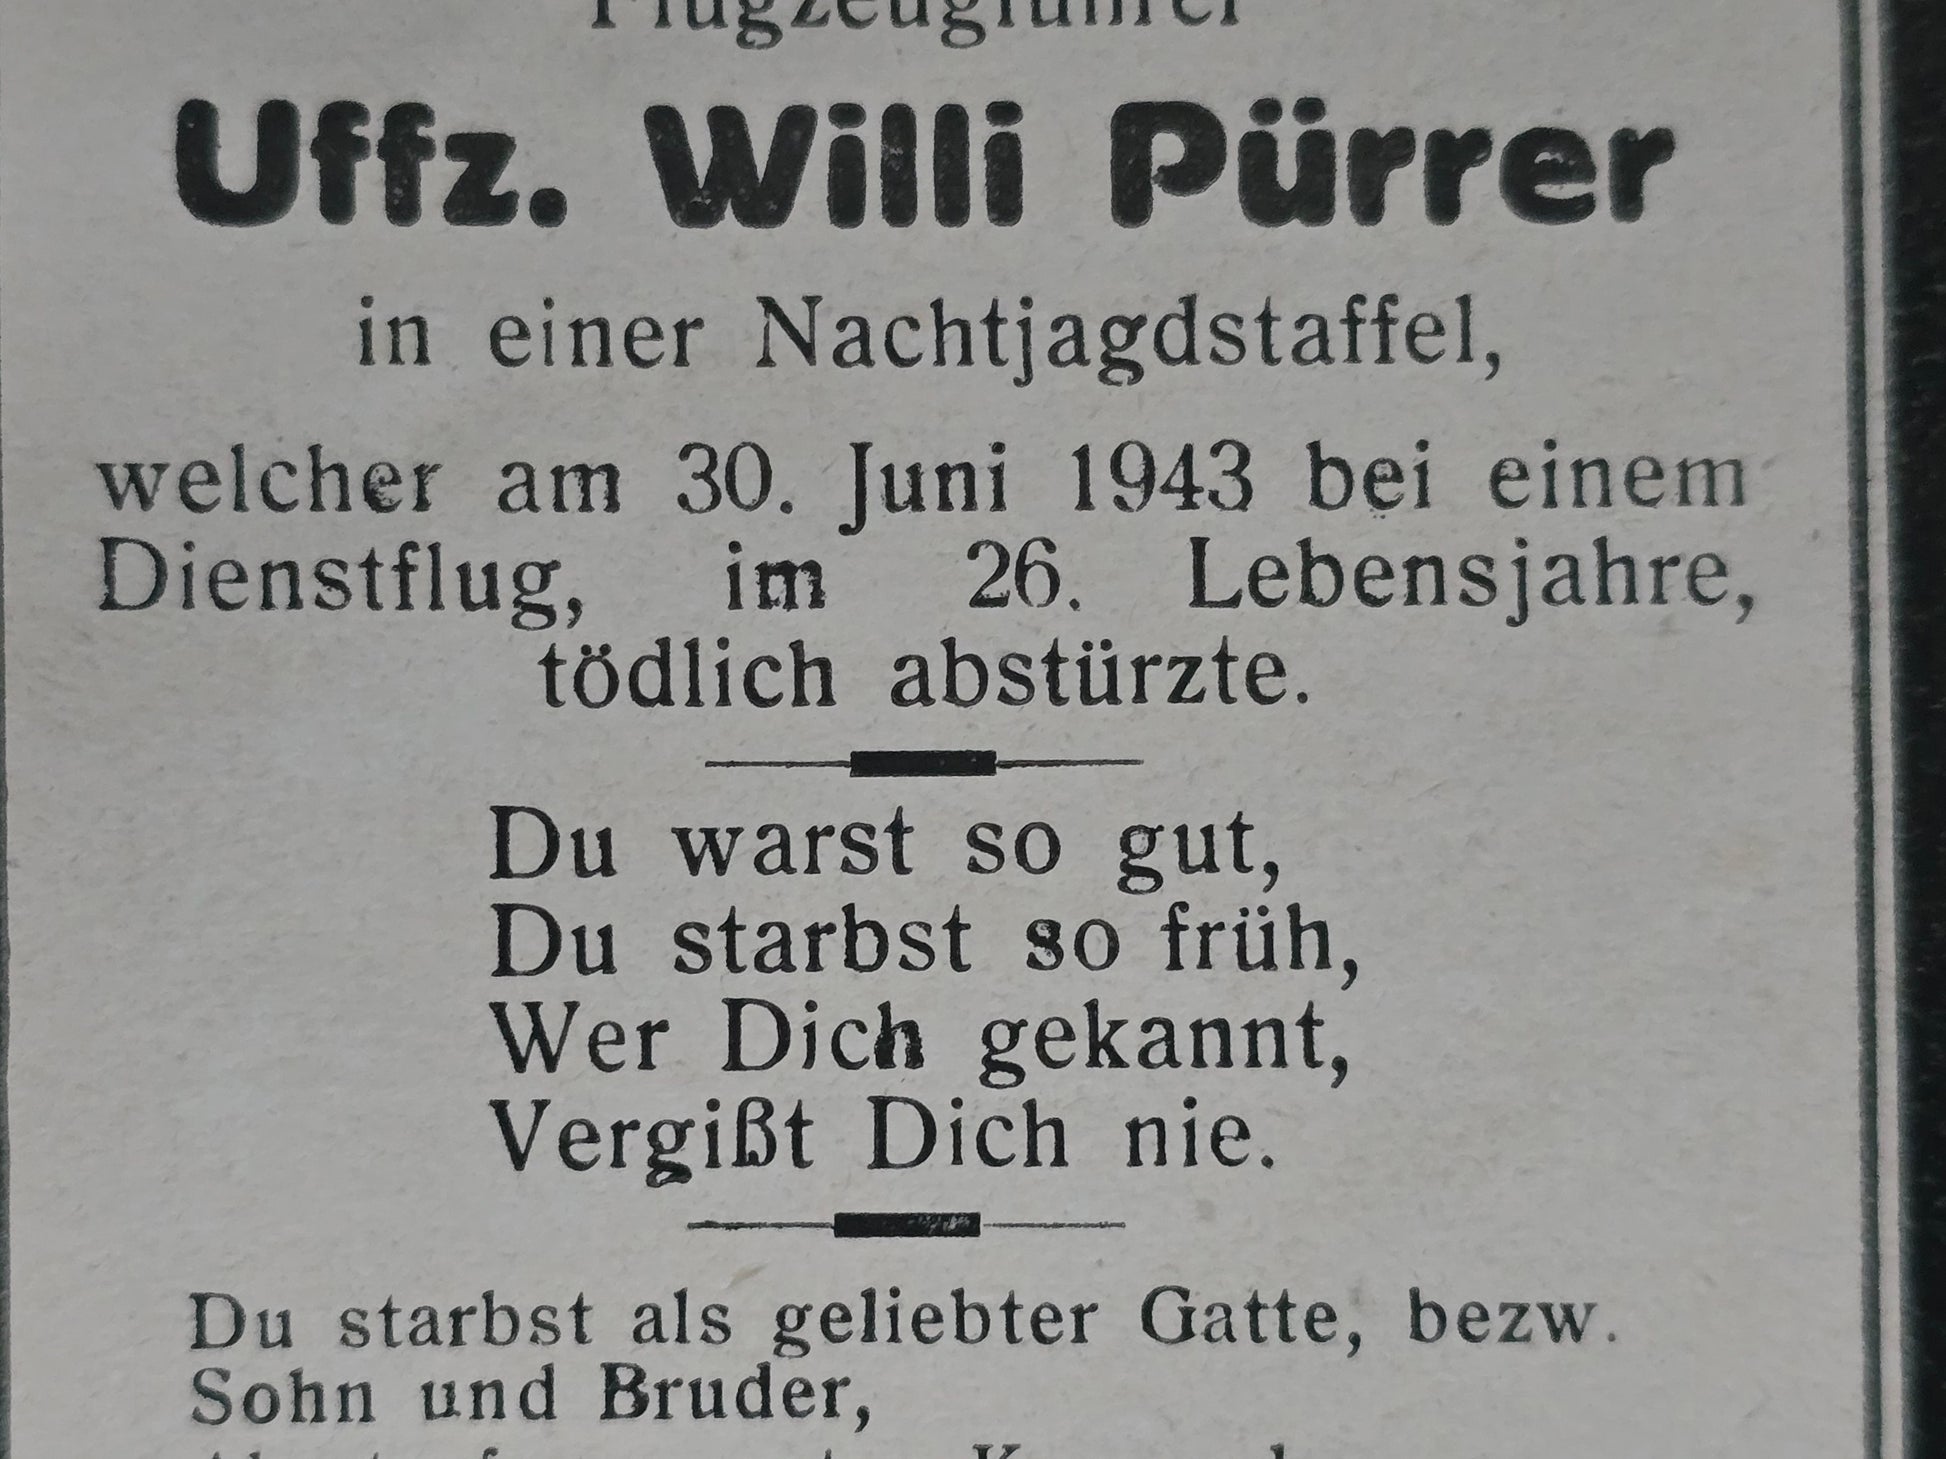 Flugzeugführer
Uffz. Willi Pürrer
in einer Nachtjagdstaffel,
welcher am 30. Juni 1943 bei einem
Dienstflug, im 26. Lebensjahre,
tödlich abstürzte.
Du warst so gut,
Du starbst so früh,
Wer Dich gekannt,
Vergißt Dich nie.
Du starbst als geliebter Gatte, bezw.
Sohn und Bruder,